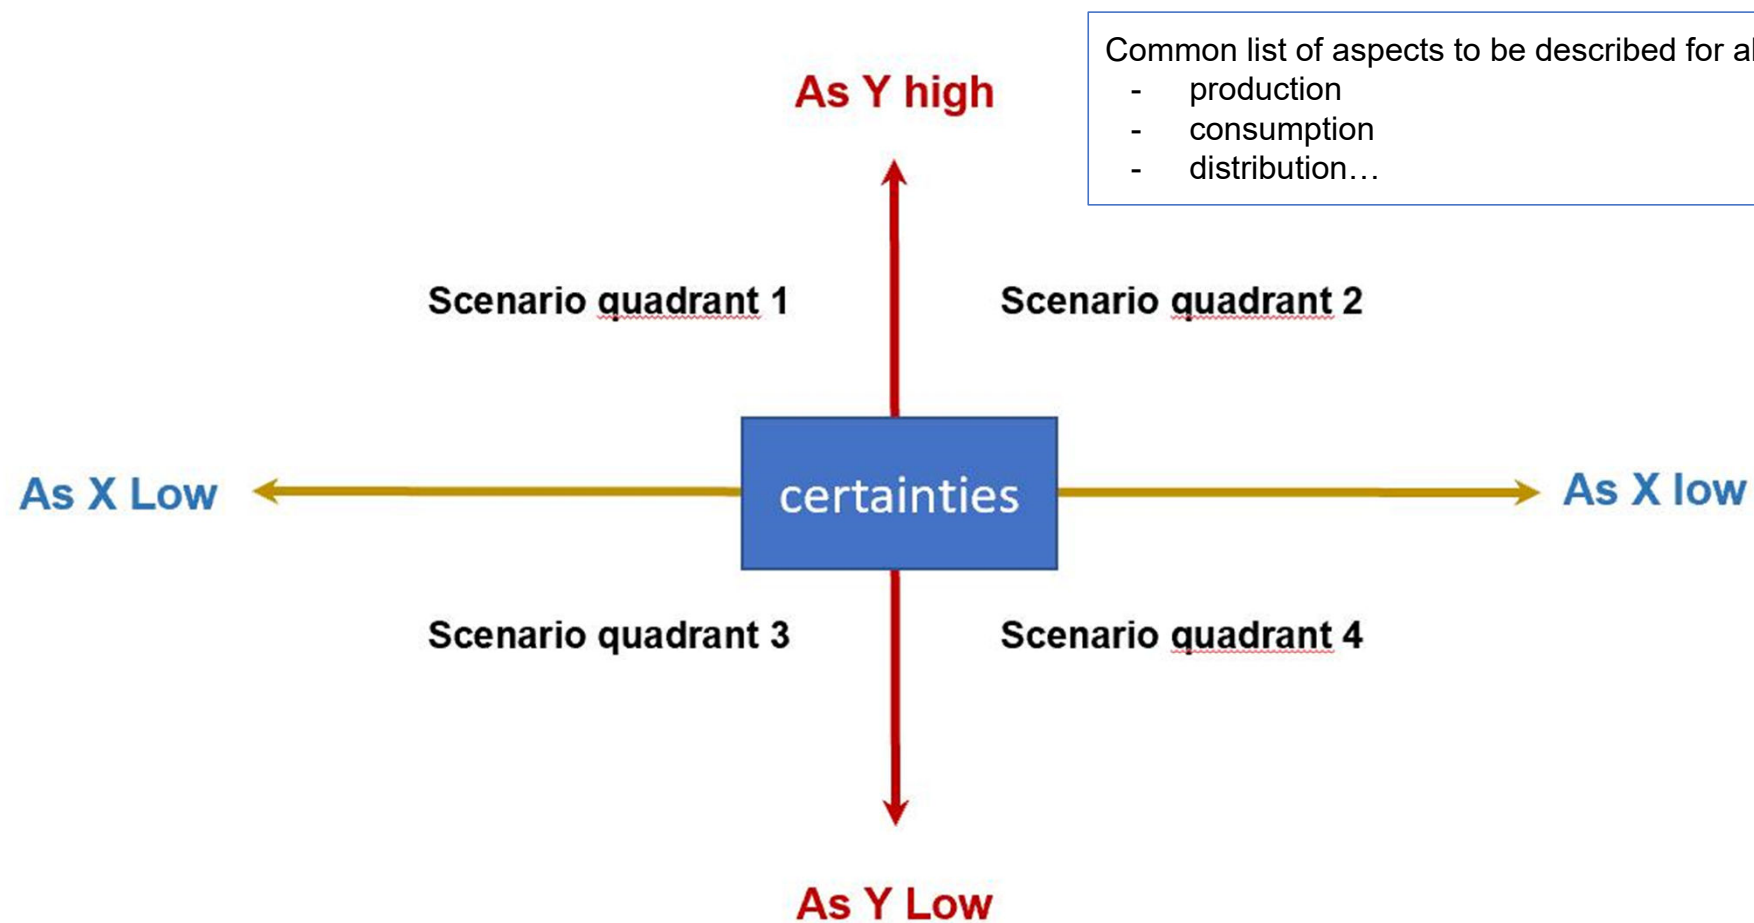 Common list of aspects to be described for
- production
- consumption
- distribution…
As Y high
Scenario quadrant 1
Scenario quadrant 2
As X Low
certainties
As X low
Scenario quadrant 3
Scenario quadrant 4
As Y Low